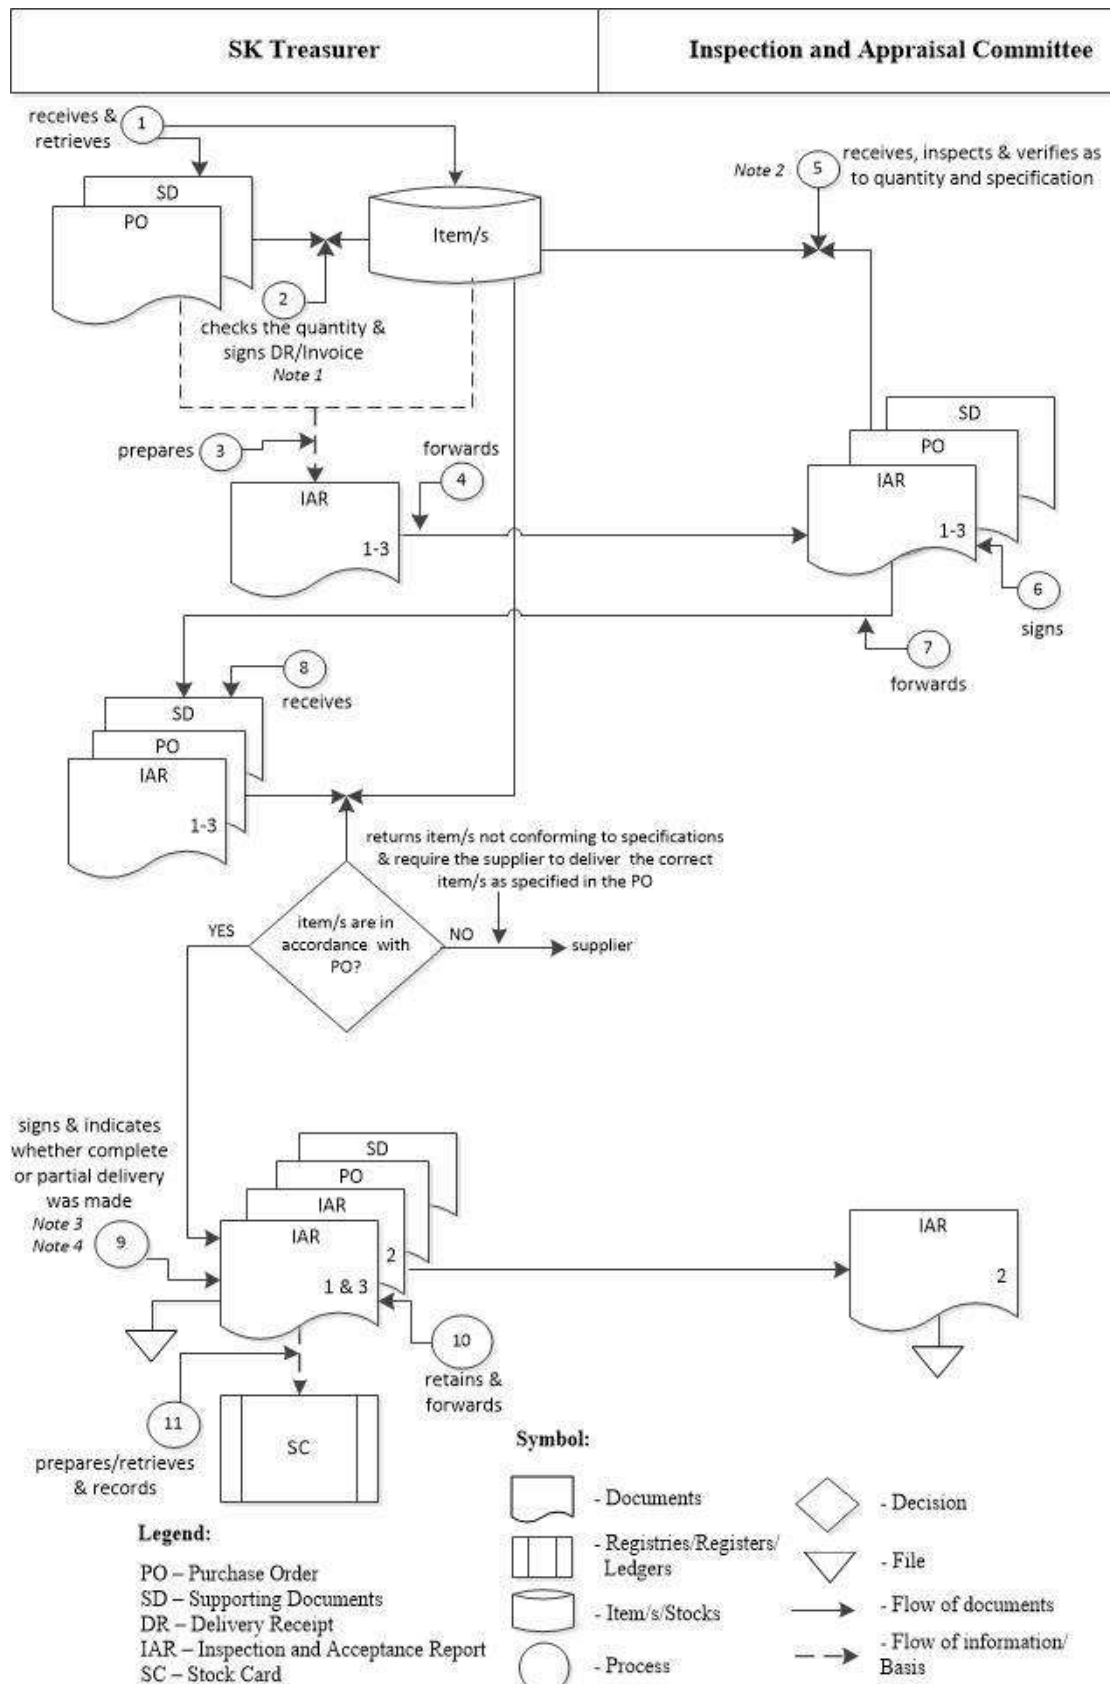 SK Treasurer
Inspection and Appraisal Committee
receives &
retrieves
1
SD
PO
Item/s
Note 2
5
receives, inspects & verifies as
to quantity and specification
2
checks the quantity &
signs DR/Invoice
Note 1
prepares
3
forwards
4
IAR
1-3
SD
PO
IAR
1-3
6
signs
7
forwards
8
receives
SD
PO
IAR
1-3
returns item/s not conforming to specifications
& require the supplier to deliver the correct
item/s as specified in the PO
YES
item/s are in
accordance with
PO?
NO
supplier
signs & indicates
whether complete
or partial delivery
was made
Note 3
Note 4
9
SD
PO
IAR
2
IAR
1 & 3
IAR
2
10
retains &
forwards
11
prepares/retrieves
& records
SC
Symbol:
- Documents
- Decision
- Registries/Registers/
Ledgers
- File
- Item/s/Stocks
- Flow of documents
- Process
- Flow of information/
Basis
Legend:
PO – Purchase Order
SD – Supporting Documents
DR – Delivery Receipt
IAR – Inspection and Acceptance Report
SC – Stock Card